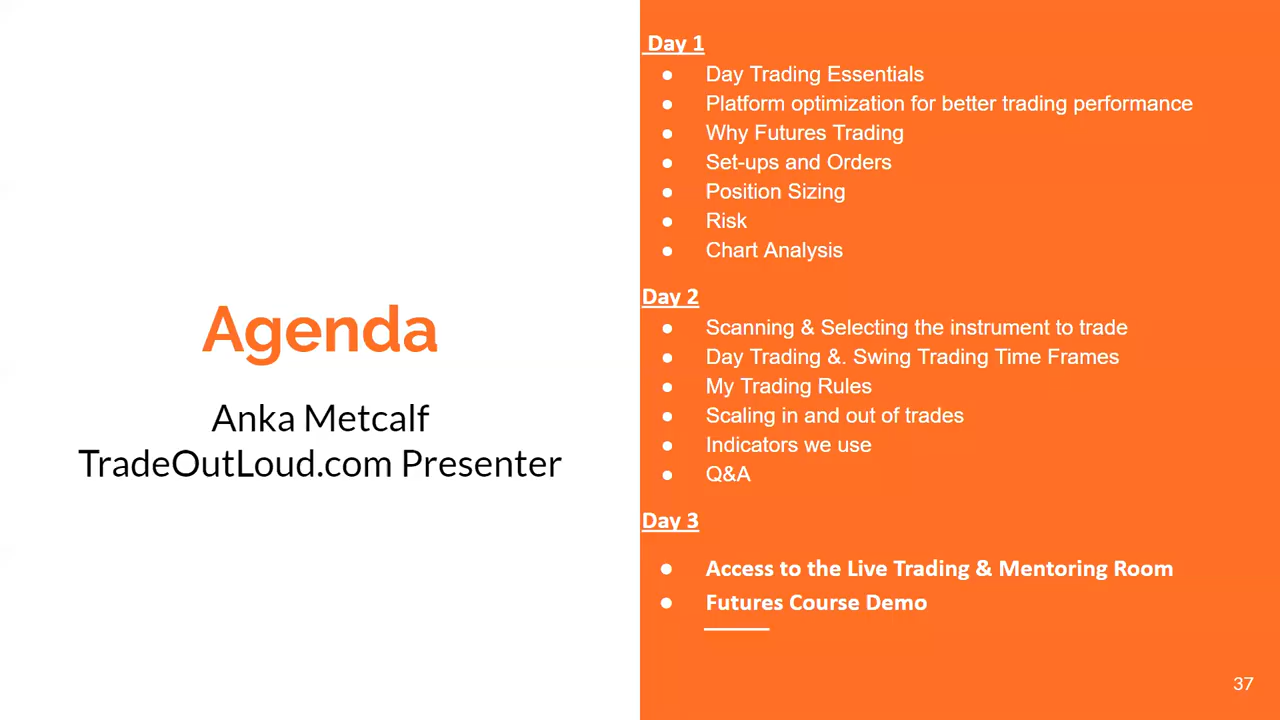 Agenda
Anka Metcalf
TradeOutLoud.com Presenter
Day 1
● Day Trading Essentials
● Platform optimization for better trading performance
● Why Futures Trading
● Set-ups and Orders
● Position Sizing
● Risk
● Chart Analysis
Day 2
● Scanning & Selecting the instrument to trade
● Day Trading &. Swing Trading Time Frames
● My Trading Rules
● Scaling in and out of trades
● Indicators we use
● Q&A
Day 3
● Access to the Live Trading & Mentoring Room
● Futures Course Demo
37